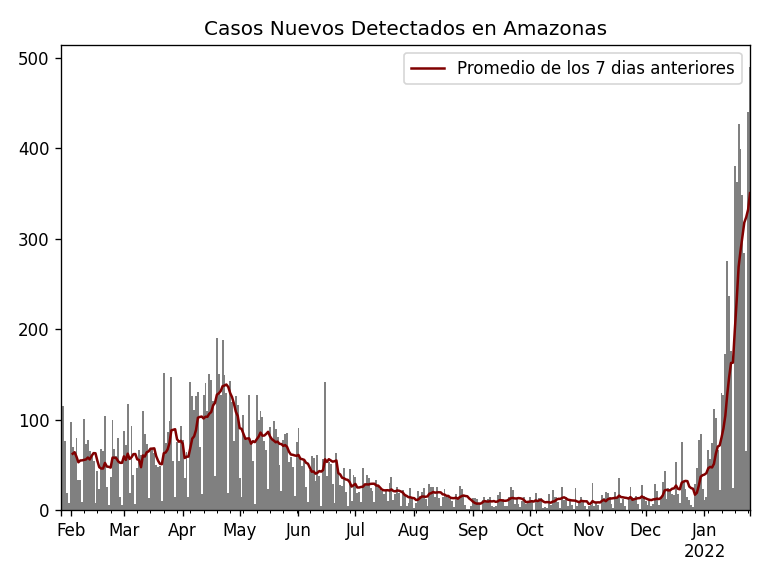 Casos Nuevos Detectados en Amazonas
Promedio de los 7 dias anteriores
500
400
300
200
100
0
Feb Mar Apr May Jun Jul Aug Sep Oct Nov Dec Jan
2022